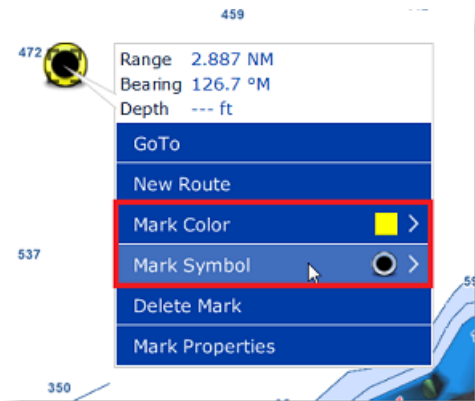 459
472
Range 2.887 NM
Bearing 126.7 °M
Depth --- ft
GoTo
New Route
Mark Color
537
Mark Symbol
Delete Mark
Mark Properties
350